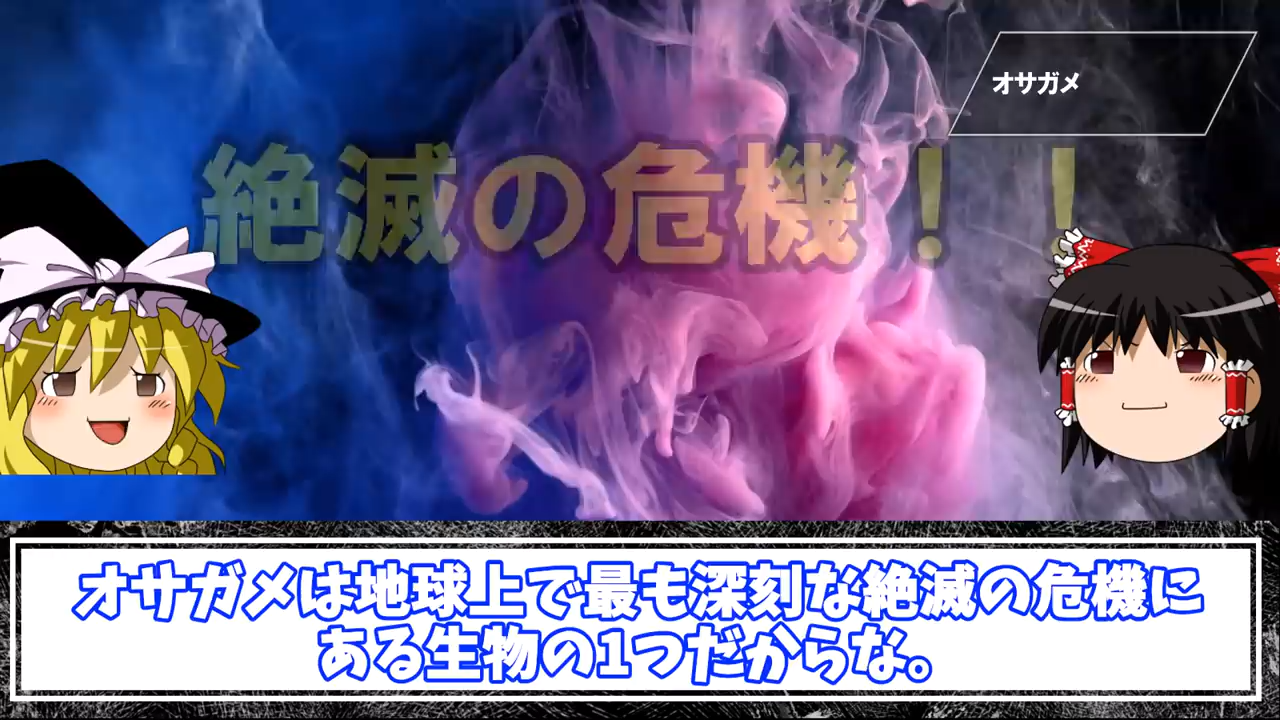 オサガメ
絶滅の危機！！
オサガメは地球上で最も深刻な絶滅の危機に
ある生物の1つだからな。